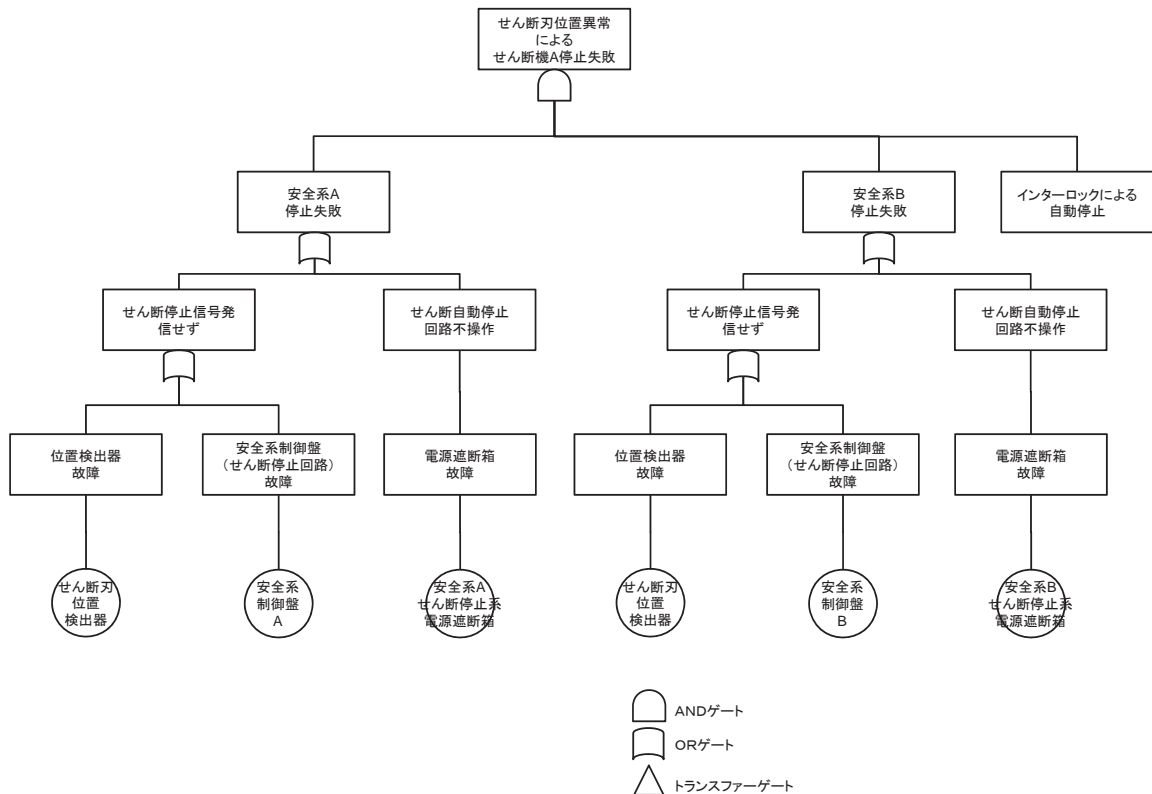 せん断刃位置異常
による
せん断機A停止失敗
安全系A
停止失敗
安全系B
停止失敗
インターロックによる
自動停止
せん断停止信号発
信せず
せん断自動停止
回路不操作
せん断停止信号発
信せず
せん断自動停止
回路不操作
位置検出器
故障
安全系制御盤
（せん断停止回路）
故障
電源遮断箱
故障
位置検出器
故障
安全系制御盤
（せん断停止回路）
故障
電源遮断箱
故障
せん断刃
位置
検出器
安全系
制御盤
A
安全系A
せん断停止系
電源遮断箱
せん断刃
位置
検出器
安全系
制御盤
B
安全系B
せん断停止系
電源遮断箱
ANDゲート
ORゲート
トランスファーゲート